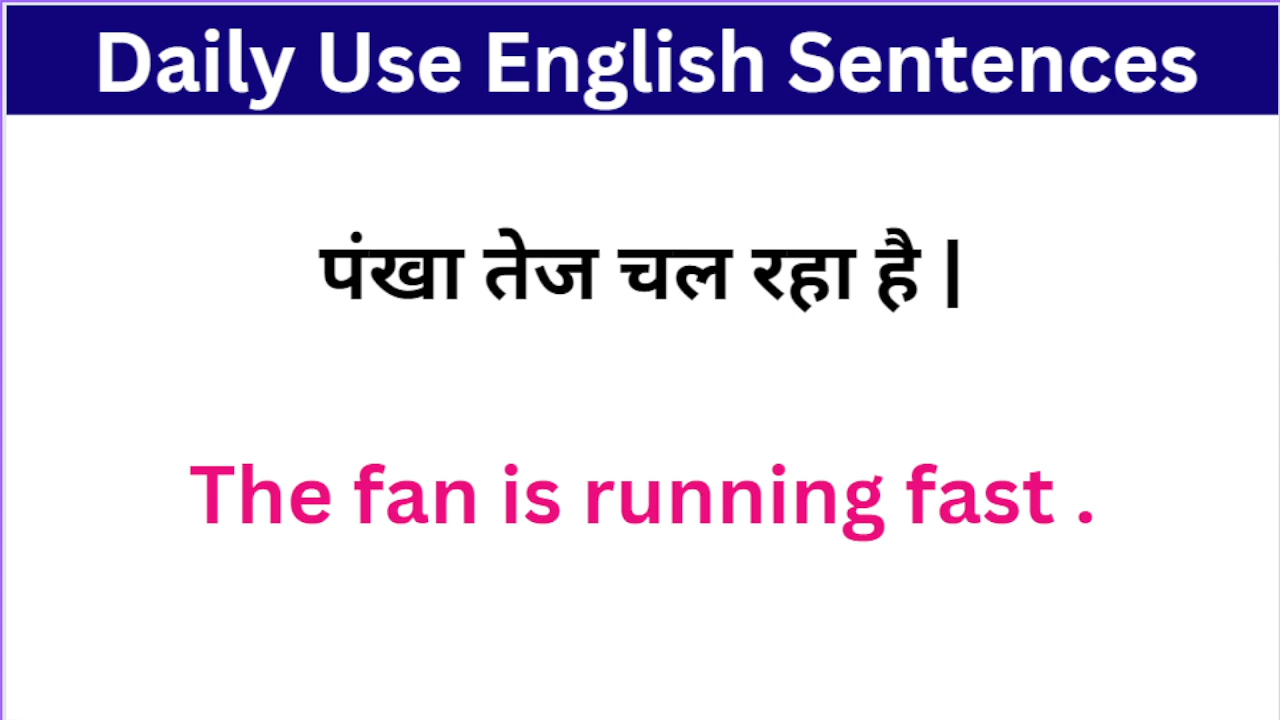 Daily Use English Sentences
पंखा तेज चल रहा है |
The fan is running fast .